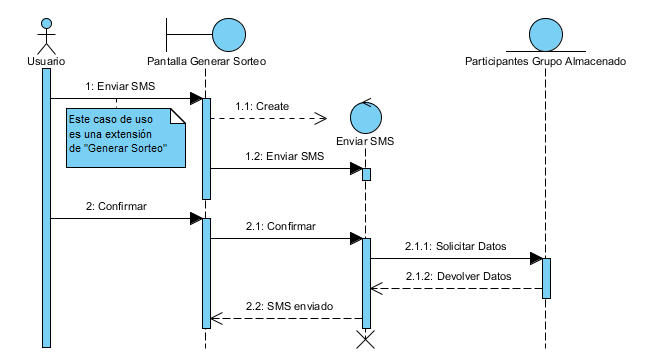 Usuario
Pantalla Generar Sorteo
Participantes Grupo Almacenado
1: Enviar SMS
1.1: Create
Este caso de uso
es una extensión
de "Generar Sorteo"
Enviar SMS
1.2: Enviar SMS
2: Confirmar
2.1: Confirmar
2.1.1: Solicitar Datos
2.1.2: Devolver Datos
2.2: SMS enviado